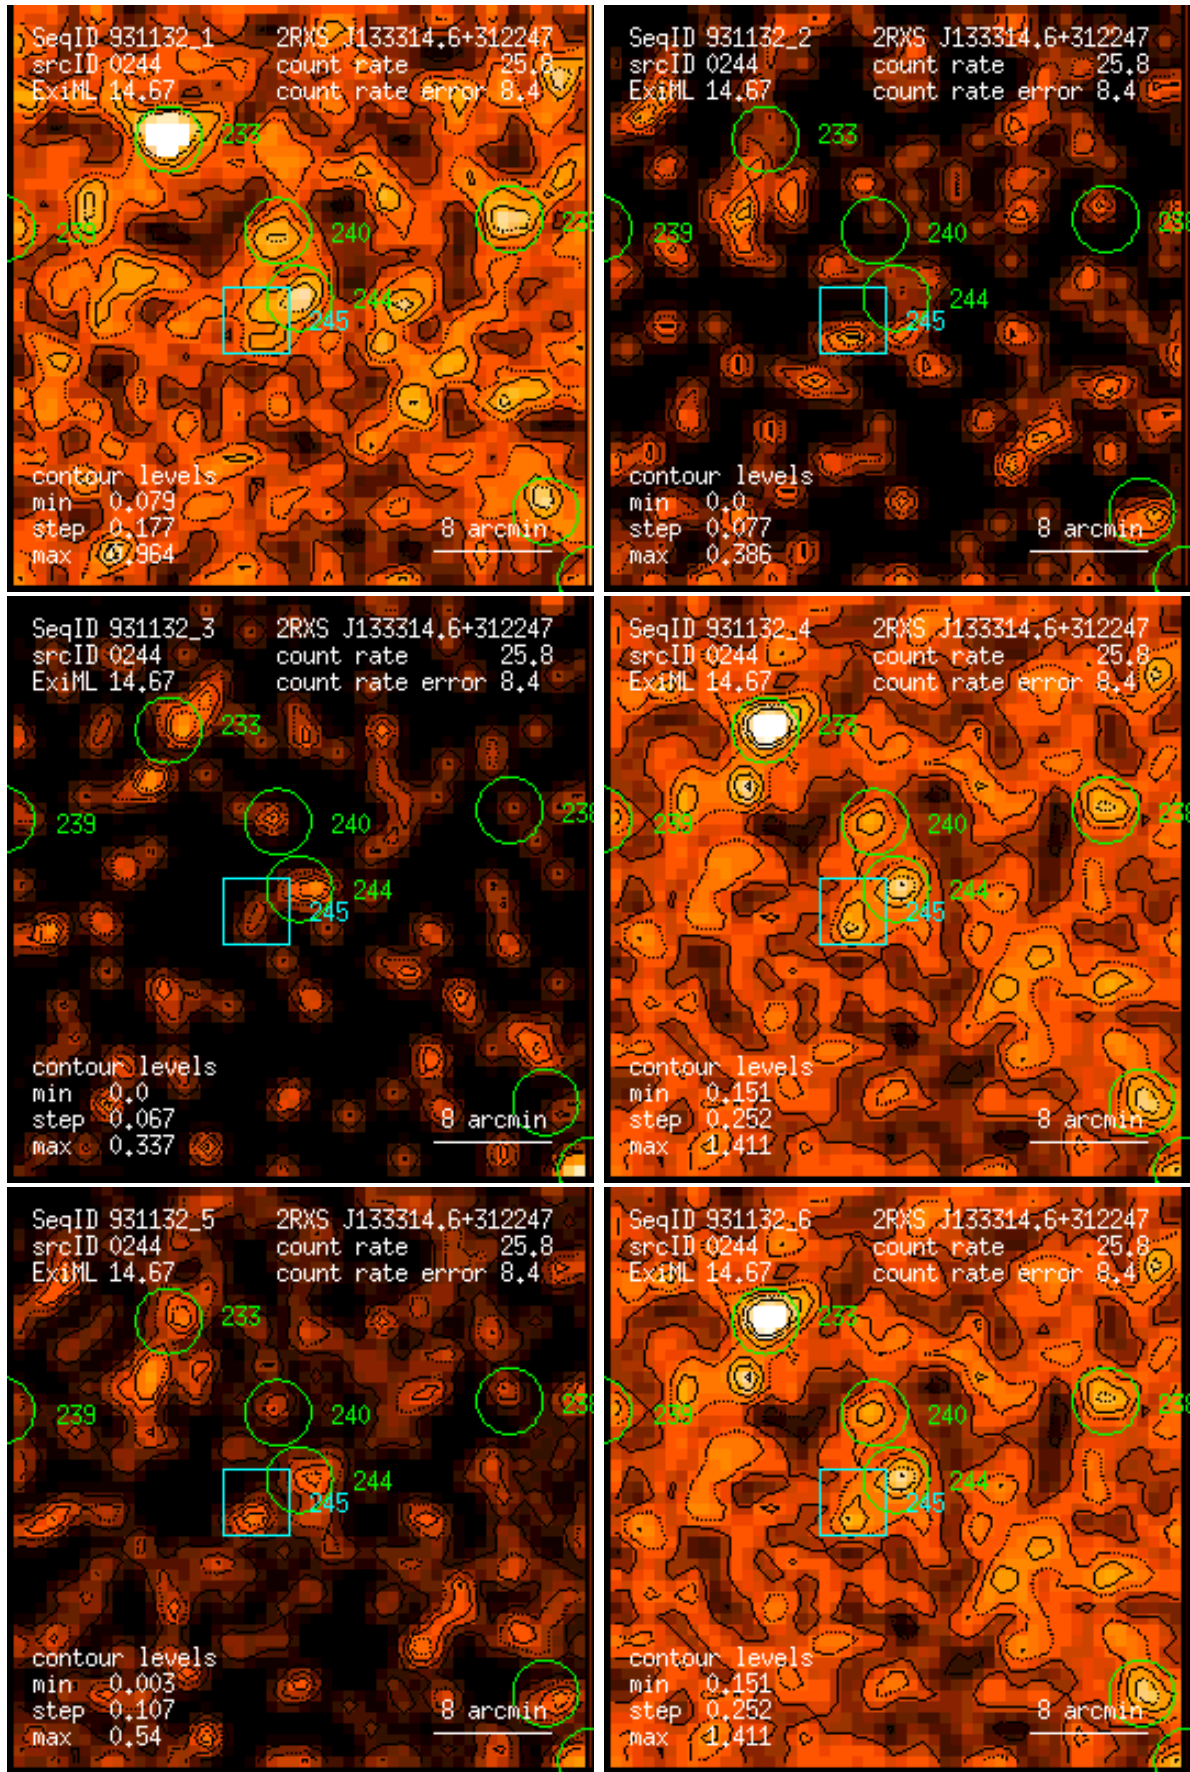 SeqID 931132_1 2RXS J133314.6+312247
srcID 0244 count rate 25.8
ExiML 14.67 count rate error 8.4
233
239 240 238
244
245
contour levels
min 0.079
step 0.177 8 arcmin
max 0.964
SeqID 931132_2 2RXS J133314.6+312247
srcID 0244 count rate 25.8
ExiML 14.67 count rate error 8.4
233
239 240 238
244
245
contour levels
min 0.0
step 0.077 8 arcmin
max 0.386
SeqID 931132_3 2RXS J133314.6+312247
srcID 0244 count rate 25.8
ExiML 14.67 count rate error 8.4
233
239 240 238
244
245
contour levels
min 0.0
step 0.067 8 arcmin
max 0.337
SeqID 931132_4 2RXS J133314.6+312247
srcID 0244 count rate 25.8
ExiML 14.67 count rate error 8.4
233
239 240 238
244
245
contour levels
min 0.151
step 0.252 8 arcmin
max 1.411
SeqID 931132_5 2RXS J133314.6+312247
srcID 0244 count rate 25.8
ExiML 14.67 count rate error 8.4
233
239 240 238
244
245
contour levels
min 0.003
step 0.107 8 arcmin
max 0.54
SeqID 931132_6 2RXS J133314.6+312247
srcID 0244 count rate 25.8
ExiML 14.67 count rate error 8.4
233
239 240 238
244
245
contour levels
min 0.151
step 0.252 8 arcmin
max 1.411